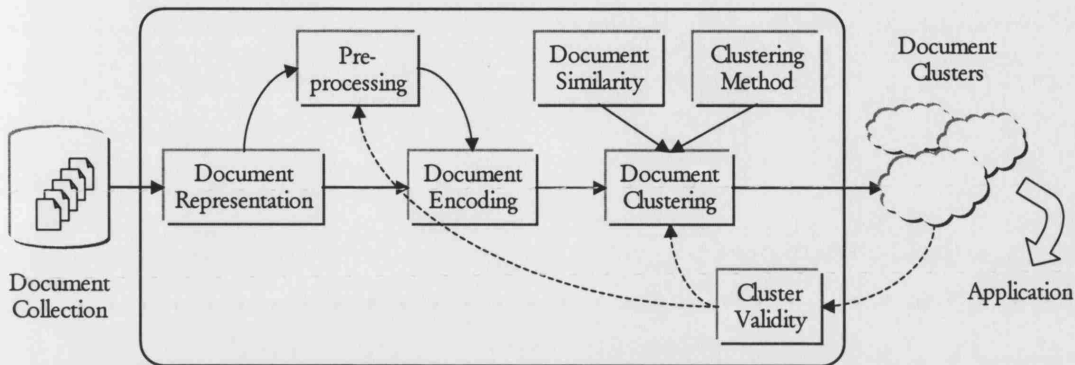 Document
Collection
Document
Representation
Pre-
processing
Document
Encoding
Document
Similarity
Clustering
Method
Document
Clustering
Cluster
Validity
Document
Clusters
Application